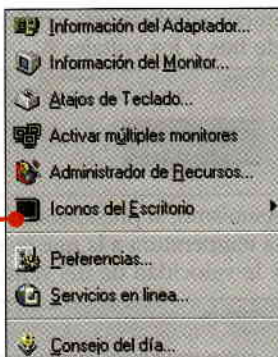 Información del Adaptador...
Información del Monitor...
Atajos de Teclado...
Activar múltiples monitores
Administrador de Recursos...
Iconos del Escritorio
Preferencias...
Servicios en linea...
Consejo del día...